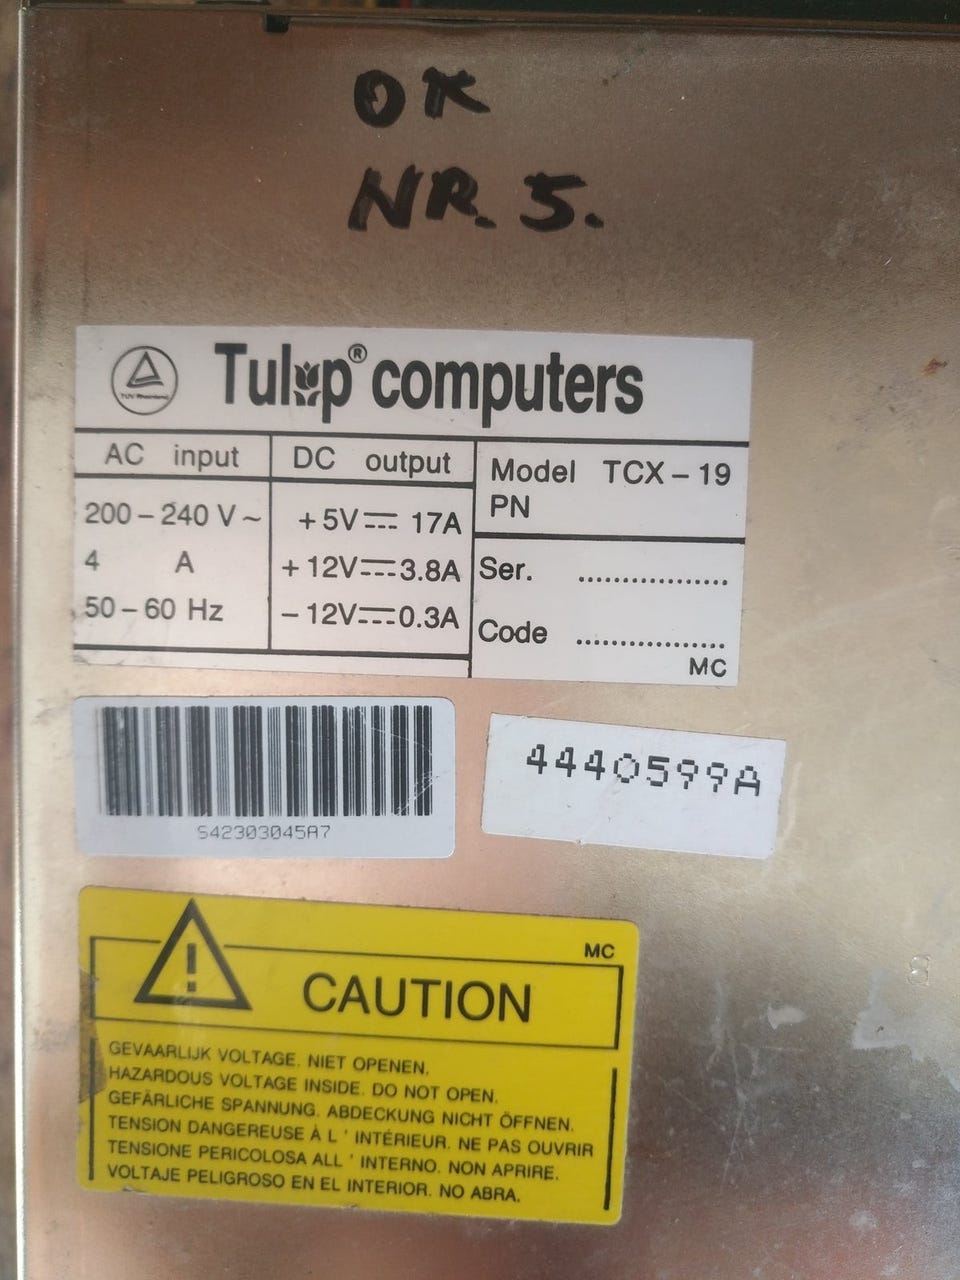 OK
NR. 5.
TUV Rheinland
Tulip® computers
AC input
200 – 240 V ~
4 A
50 – 60 Hz
DC output
+ 5V⎓ 17A
+ 12V⎓3.8A
– 12V⎓0.3A
Model TCX – 19
PN
Ser. ....................
Code ....................
MC
S42303045A7
4440599A
MC
CAUTION
GEVAARLIJK VOLTAGE. NIET OPENEN.
HAZARDOUS VOLTAGE INSIDE. DO NOT OPEN.
GEFÄRLICHE SPANNUNG. ABDECKUNG NICHT ÖFFNEN.
TENSION DANGEREUSE À L ' INTÉRIEUR. NE PAS OUVRIR
TENSIONE PERICOLOSA ALL ' INTERNO. NON APRIRE.
VOLTAJE PELIGROSO EN EL INTERIOR. NO ABRA.